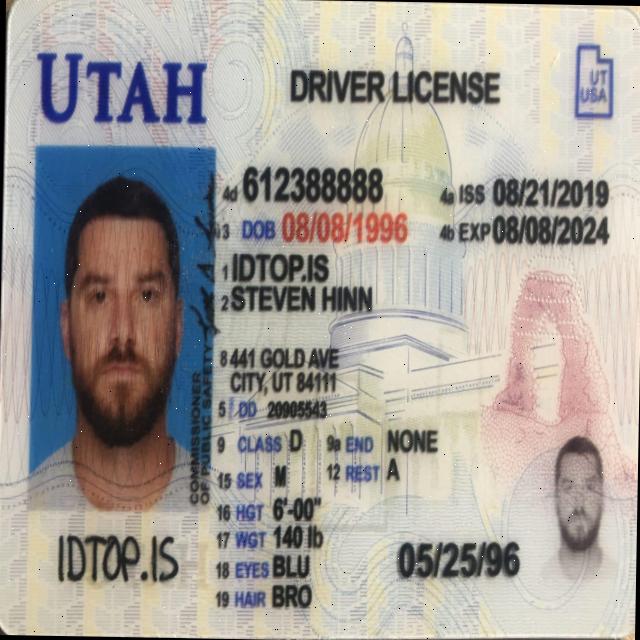 UTAH
DRIVER LICENSE
UT
USA
4d 612388888
4a ISS 08/21/2019
3 DOB 08/08/1996
4b EXP 08/08/2024
1 IDTOP.IS
2 STEVEN HINN
8 441 GOLD AVE
CITY, UT 84111
5 DD 20905543
9 CLASS D 9a END NONE
15 SEX M 12 REST A
16 HGT 6'-00"
17 WGT 140 lb
18 EYES BLU
19 HAIR BRO
COMMISSIONER
OF PUBLIC SAFETY
IDTOP.IS
05/25/96